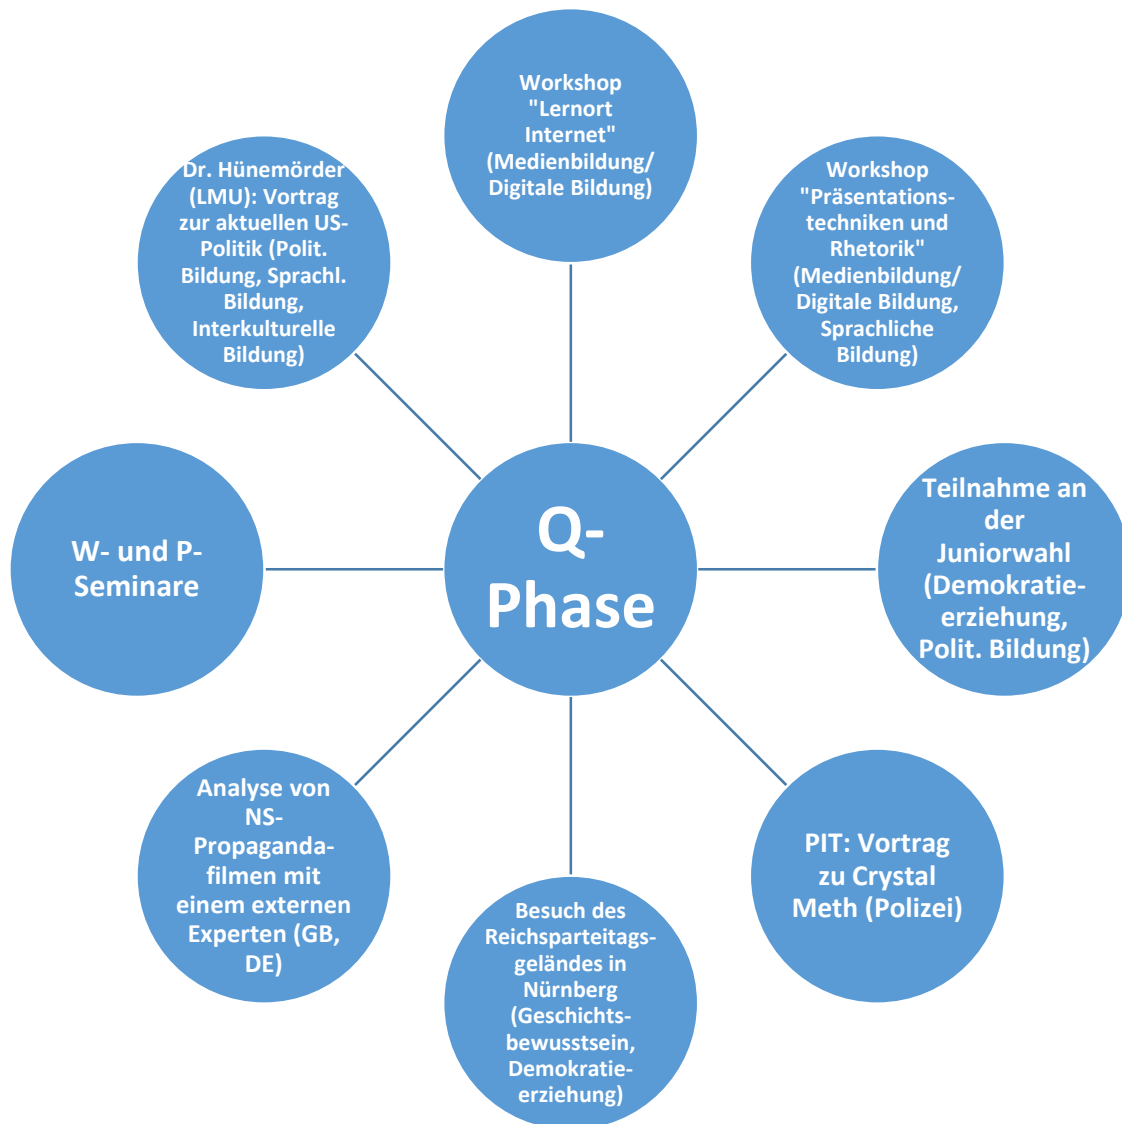 Workshop
"Lernort
Internet"
(Medienbildung/
Digitale Bildung)
Workshop
"Präsentations-
techniken und
Rhetorik"
(Medienbildung/
Digitale Bildung,
Sprachliche
Bildung)
Teilnahme an
der
Juniorwahl
(Demokratie-
erziehung,
Polit. Bildung)
PIT: Vortrag
zu Crystal
Meth (Polizei)
Besuch des
Reichsparteitags-
geländes in
Nürnberg
(Geschichts-
bewusstsein,
Demokratie-
erziehung)
Analyse von
NS-
Propaganda-
filmen mit
einem externen
Experten (GB,
DE)
W- und P-
Seminare
Dr. Hünemörder
(LMU): Vortrag
zur aktuellen US-
Politik (Polit.
Bildung, Sprachl.
Bildung,
Interkulturelle
Bildung)
Q-
Phase